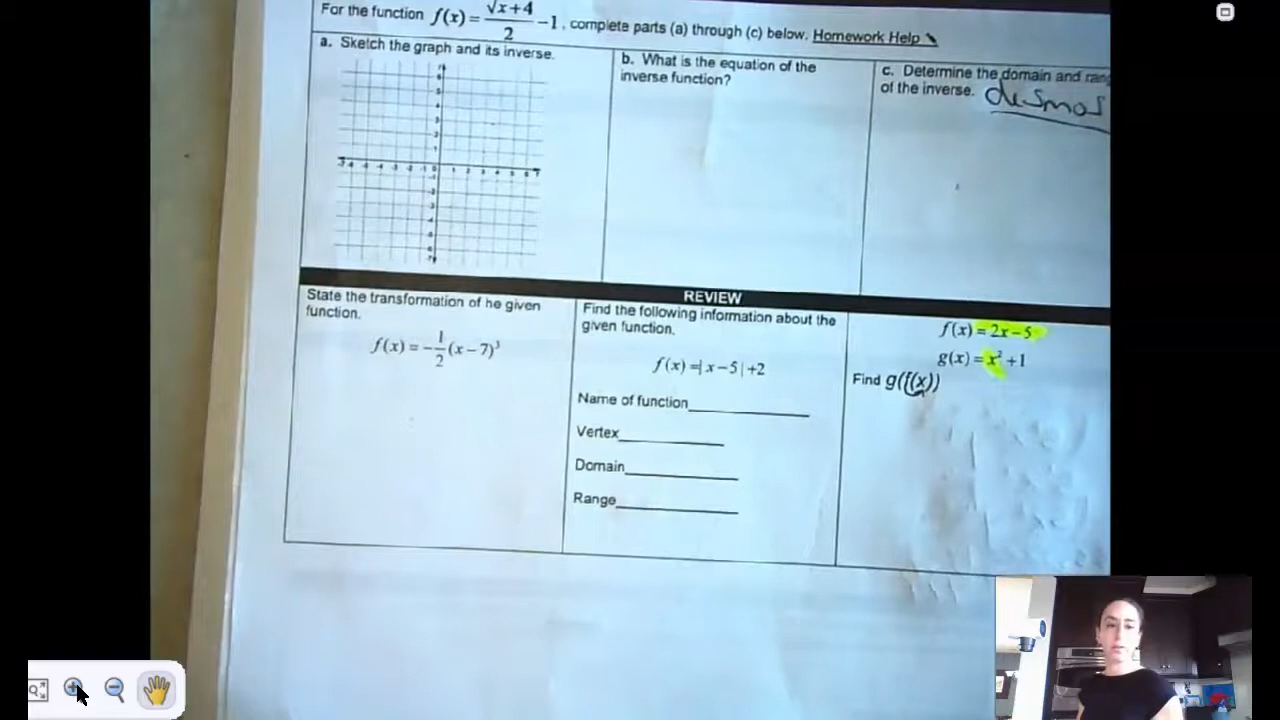 For the function f(x) = (√x+4)/2 − 1, complete parts (a) through (c) below. Homework Help
a. Sketch the graph and its inverse.
b. What is the equation of the
inverse function?
c. Determine the domain and
of the inverse. desmos
REVIEW
State the transformation of he given
function.
f(x) = −1/2(x−7)³
Find the following information about the
given function.
f(x) =| x−5 | +2
Name of function
Vertex
Domain
Range
f(x) = 2x−5
g(x) = x² +1
Find g(f(x))